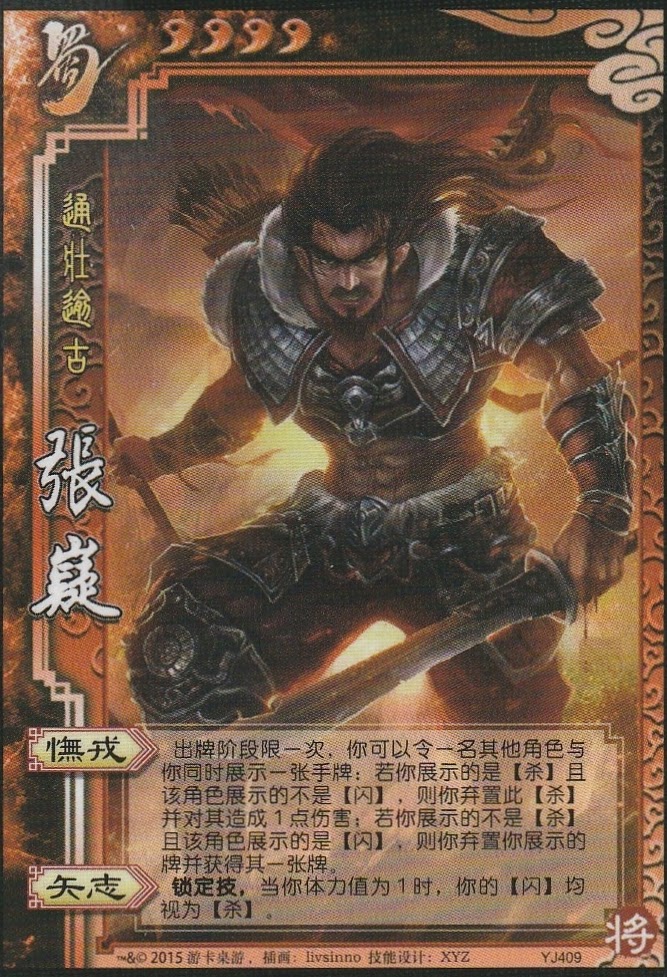 蜀
通壯逾古
張嶷
憮戎
出牌阶段限一次，你可以令一名其他角色与
你同时展示一张手牌：若你展示的是【杀】且
该角色展示的不是【闪】，则你弃置此【杀】
并对其造成1点伤害；若你展示的不是【杀】
且该角色展示的是【闪】，则你弃置你展示的
牌并获得其一张牌。
矢志
锁定技，当你体力值为1时，你的【闪】均
视为【杀】。
将
™&© 2015 游卡桌游，插画：livsinno 技能设计：XYZ
YJ409